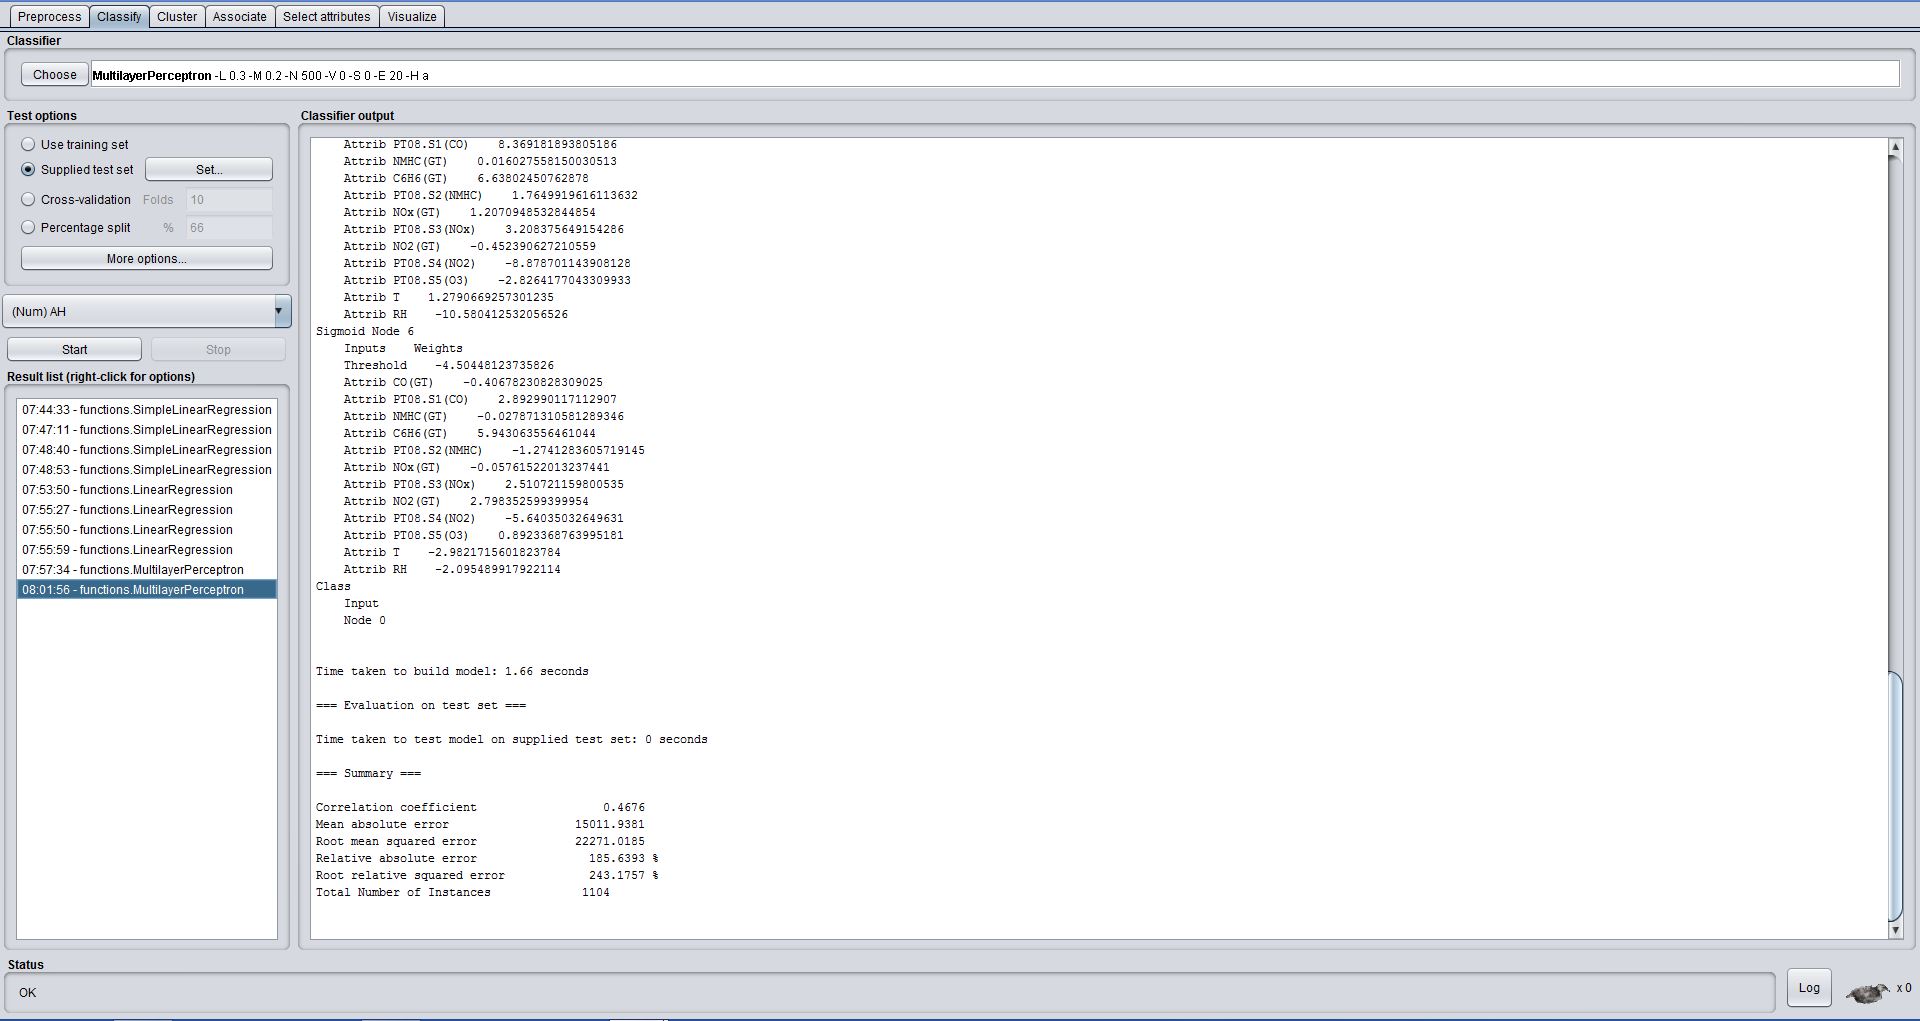 Preprocess Classify Cluster Associate Select attributes Visualize
Classifier
Choose MultilayerPerceptron -L 0.3 -M 0.2 -N 500 -V 0 -S 0 -E 20 -H a
Test options
Use training set
Supplied test set Set...
Cross-validation Folds 10
Percentage split % 66
More options...
(Num) AH
Start Stop
Result list (right-click for options)
07:44:33 - functions.SimpleLinearRegression
07:47:11 - functions.SimpleLinearRegression
07:48:40 - functions.SimpleLinearRegression
07:48:53 - functions.SimpleLinearRegression
07:53:50 - functions.LinearRegression
07:55:27 - functions.LinearRegression
07:55:50 - functions.LinearRegression
07:55:59 - functions.LinearRegression
07:57:34 - functions.MultilayerPerceptron
08:01:56 - functions.MultilayerPerceptron
Classifier output
Attrib PT08.S1(CO) 8.369181893805186
Attrib NMHC(GT) 0.016027558150030513
Attrib C6H6(GT) 6.63802450762878
Attrib PT08.S2(NMHC) 1.7649919616113632
Attrib NOx(GT) 1.2070948532844854
Attrib PT08.S3(NOx) 3.208375649154286
Attrib NO2(GT) -0.452390627210559
Attrib PT08.S4(NO2) -8.878701143908128
Attrib PT08.S5(O3) -2.8264177043309933
Attrib T 1.2790669257301235
Attrib RH -10.580412532056526
Sigmoid Node 6
Inputs Weights
Threshold -4.50448123735826
Attrib CO(GT) -0.40678230828309025
Attrib PT08.S1(CO) 2.892990117112907
Attrib NMHC(GT) -0.027871310581289346
Attrib C6H6(GT) 5.943063556461044
Attrib PT08.S2(NMHC) -1.2741283605719145
Attrib NOx(GT) -0.05761522013237441
Attrib PT08.S3(NOx) 2.510721159800535
Attrib NO2(GT) 2.798352599399954
Attrib PT08.S4(NO2) -5.64035032649631
Attrib PT08.S5(O3) 0.8923368763995181
Attrib T -2.9821715601823784
Attrib RH -2.095489917922114
Class
Input
Node 0
Time taken to build model: 1.66 seconds
=== Evaluation on test set ===
Time taken to test model on supplied test set: 0 seconds
=== Summary ===
Correlation coefficient 0.4676
Mean absolute error 15011.9381
Root mean squared error 22271.0185
Relative absolute error 185.6393 %
Root relative squared error 243.1757 %
Total Number of Instances 1104
Status
OK
Log x 0